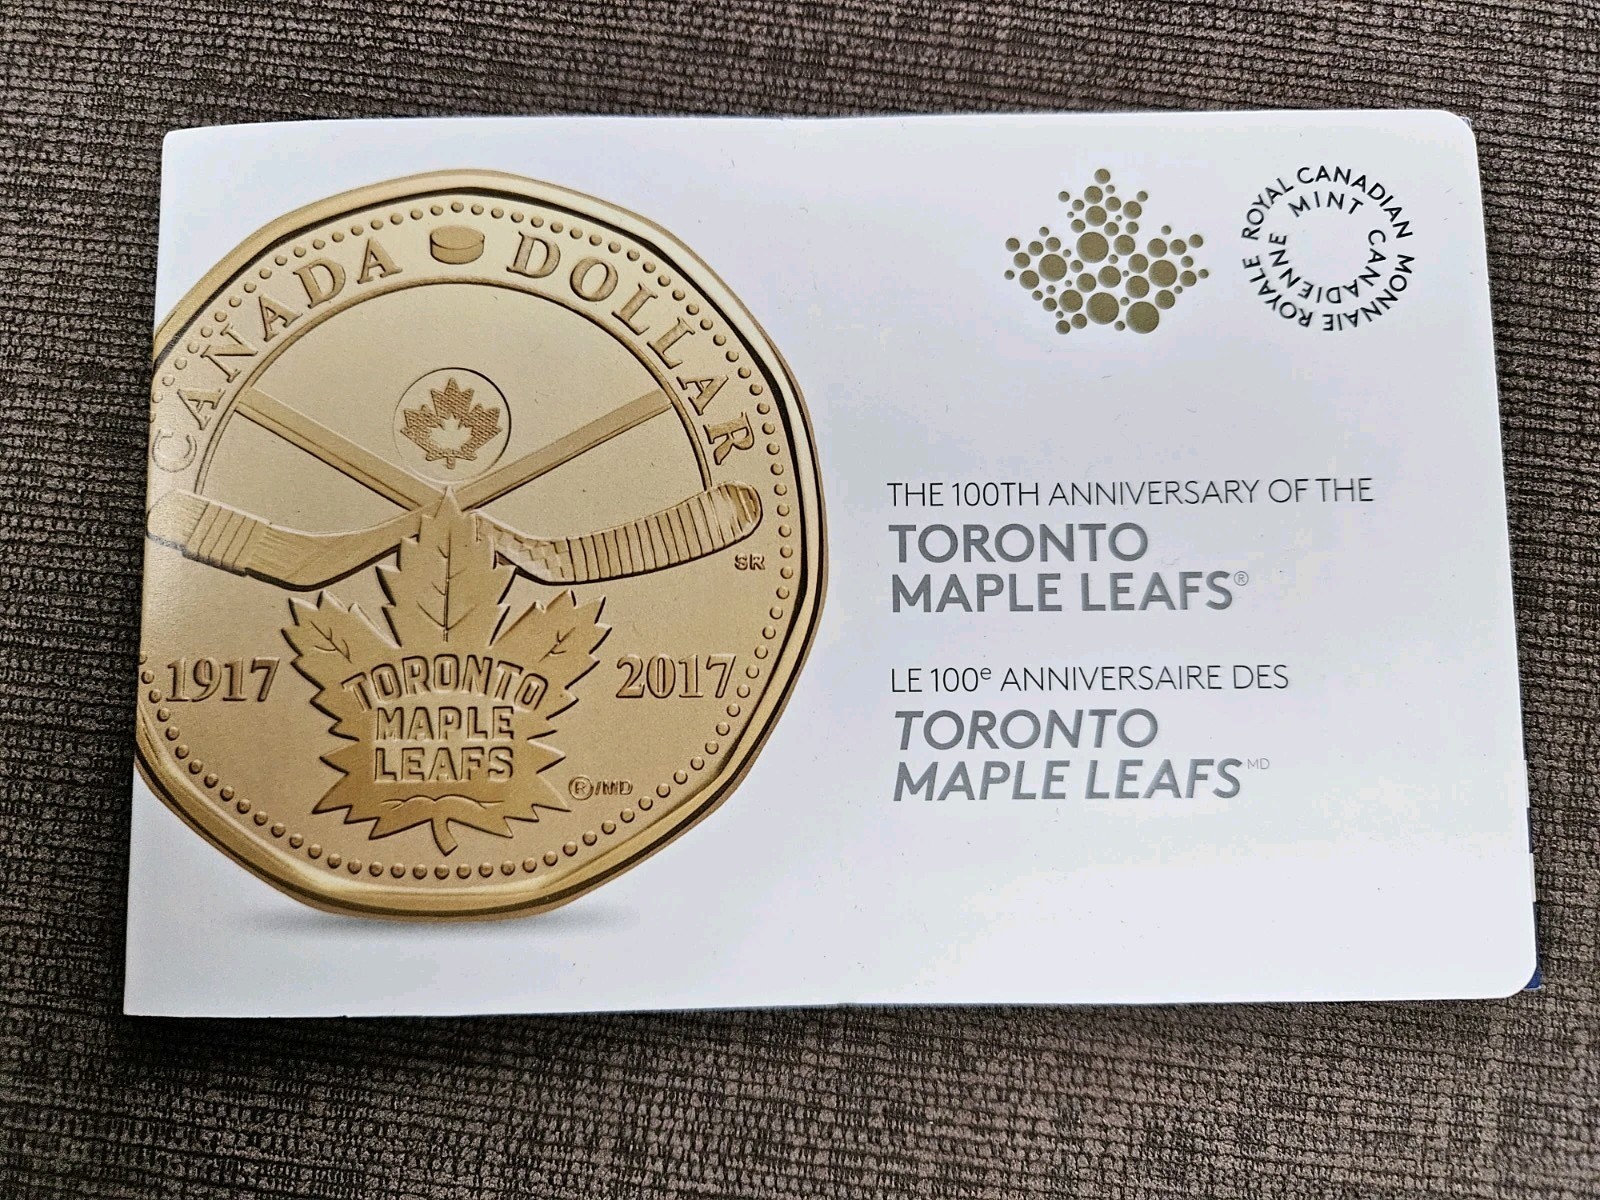 CANADA DOLLAR
SR
1917 2017
TORONTO
MAPLE
LEAFS
®/MD
ROYAL CANADIAN MINT
MONNAIE ROYALE CANADIENNE
THE 100TH ANNIVERSARY OF THE
TORONTO
MAPLE LEAFS®
LE 100e ANNIVERSAIRE DES
TORONTO
MAPLE LEAFS MD